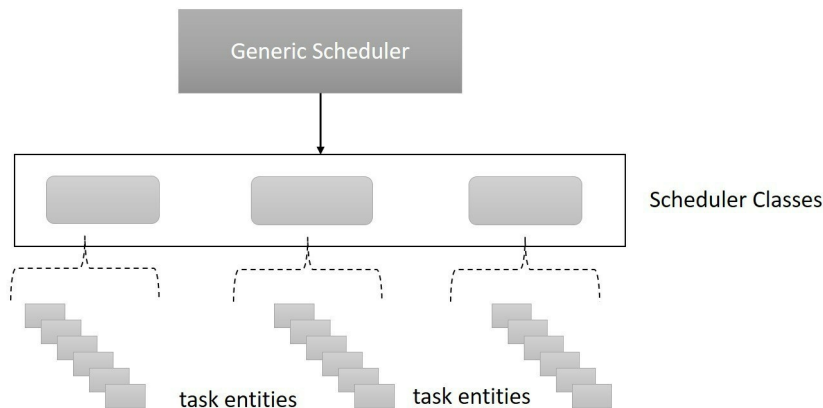 Generic Scheduler
Scheduler Classes
task entities
task entities